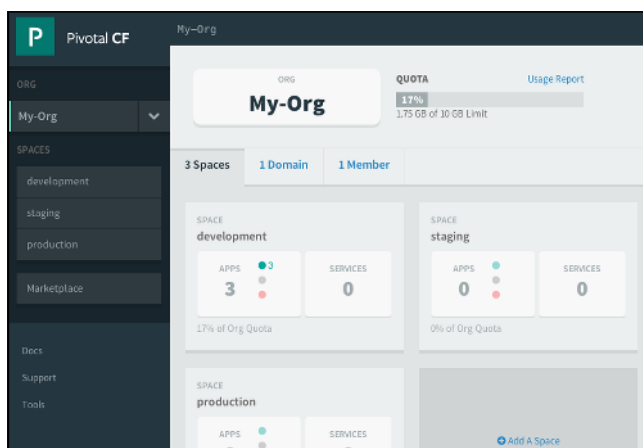 P Pivotal CF
My-Org
ORG
My-Org
SPACES
development
staging
production
Marketplace
Docs
Support
Tools
ORG
My-Org
QUOTA
Usage Report
17%
1.75 GB of 10 GB Limit
3 Spaces
1 Domain
1 Member
SPACE
development
APPS
3
3
SERVICES
0
17% of Org Quota
SPACE
staging
APPS
0
SERVICES
0
0% of Org Quota
SPACE
production
APPS
SERVICES
Add A Space